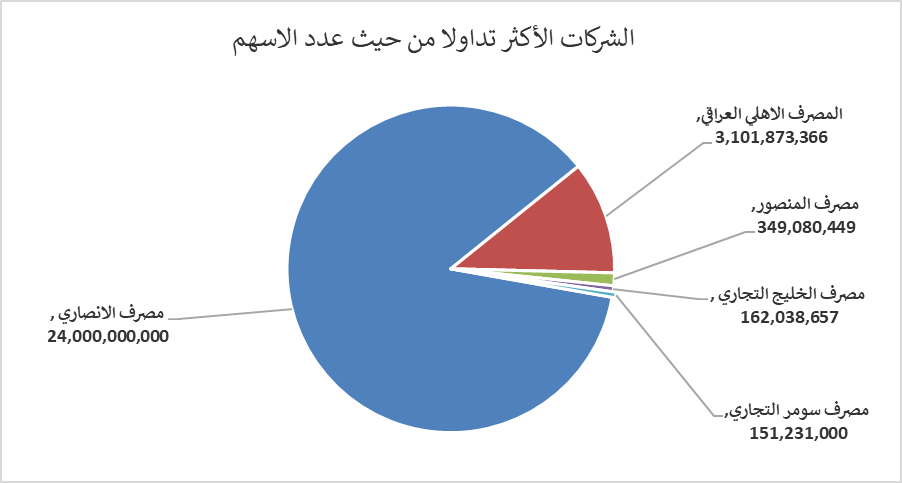 الشركات الأكثر تداولا من حيث عدد الاسهم
المصرف الاهلي العراقي,
3,101,873,366
مصرف المنصور,
349,080,449
مصرف الخليج التجاري ,
162,038,657
مصرف الانصاري ,
24,000,000,000
مصرف سومر التجاري,
151,231,000